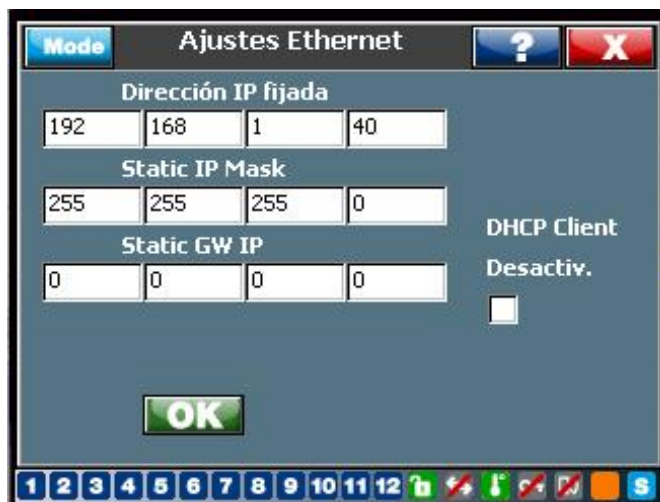 Mode Ajustes Ethernet ? X
Dirección IP fijada
192 168 1 40
Static IP Mask
255 255 255 0
DHCP Client
Static GW IP
Desactiv.
0 0 0 0
OK
1 2 3 4 5 6 7 8 9 10 11 12 S